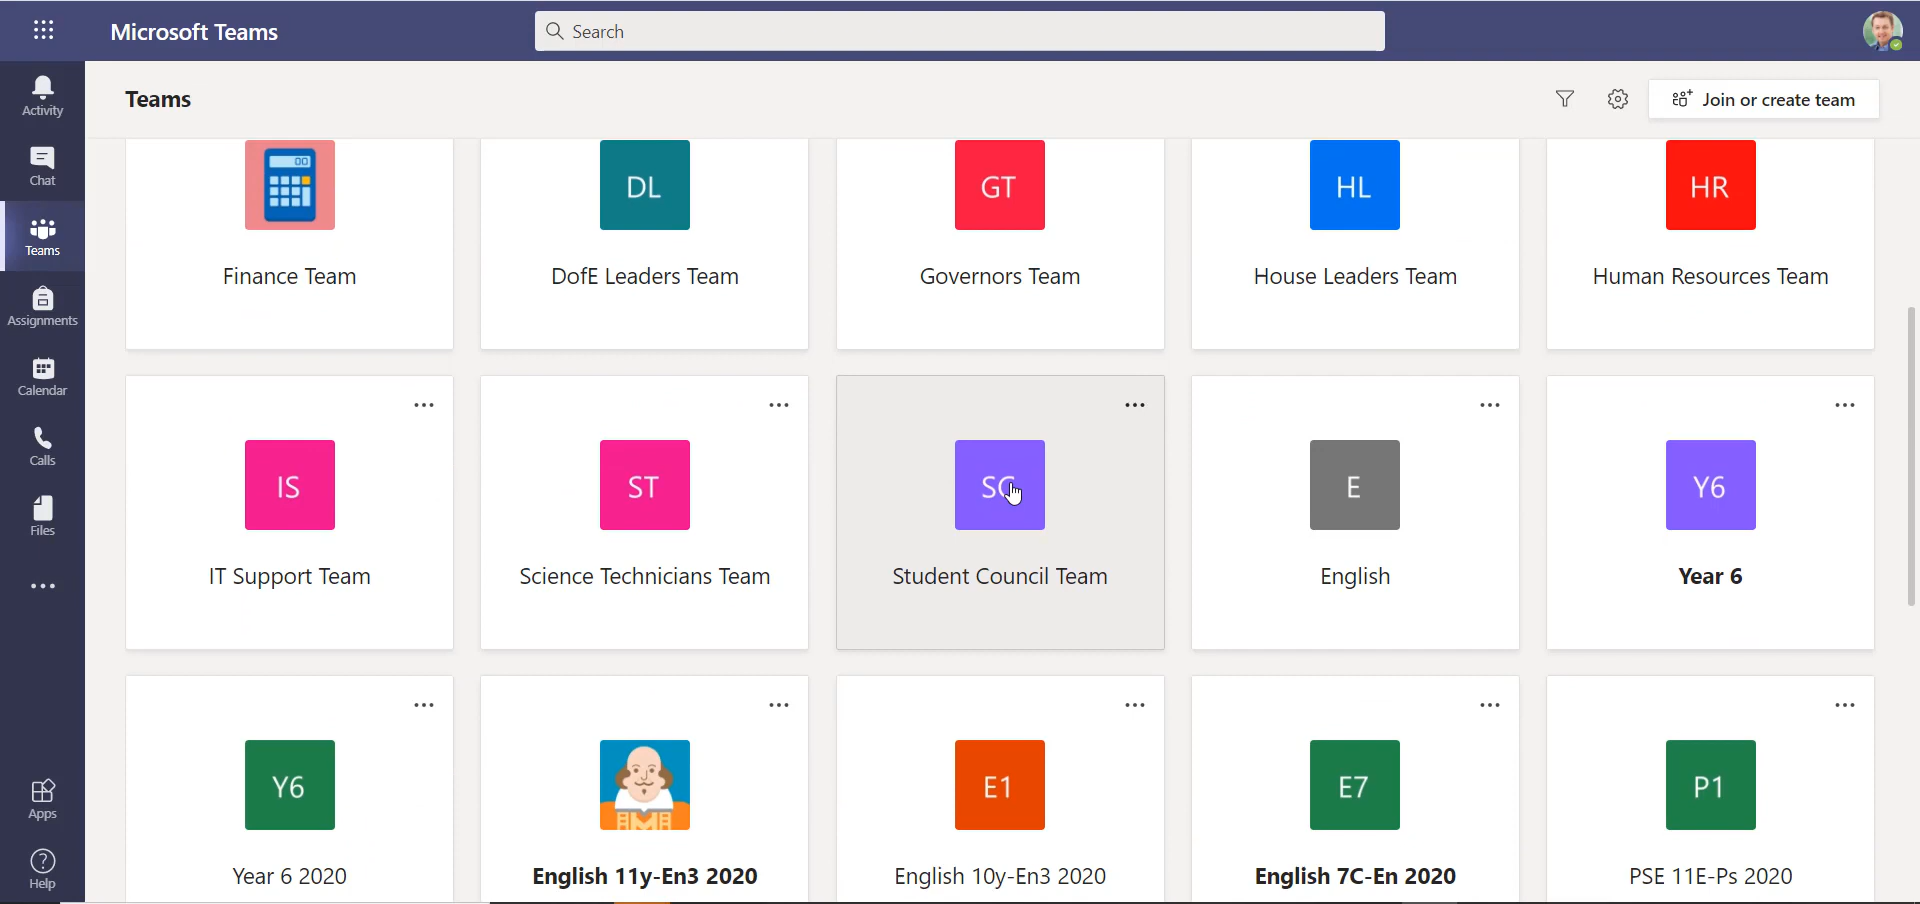 Microsoft Teams
Search
Activity
Chat
Teams
Assignments
Calendar
Calls
Files
Apps
Help
Teams
Join or create team
DL
GT
HL
HR
Finance Team
DofE Leaders Team
Governors Team
House Leaders Team
Human Resources Team
IS
ST
SC
E
Y6
IT Support Team
Science Technicians Team
Student Council Team
English
Year 6
Y6
E1
E7
P1
Year 6 2020
English 11y-En3 2020
English 10y-En3 2020
English 7C-En 2020
PSE 11E-Ps 2020